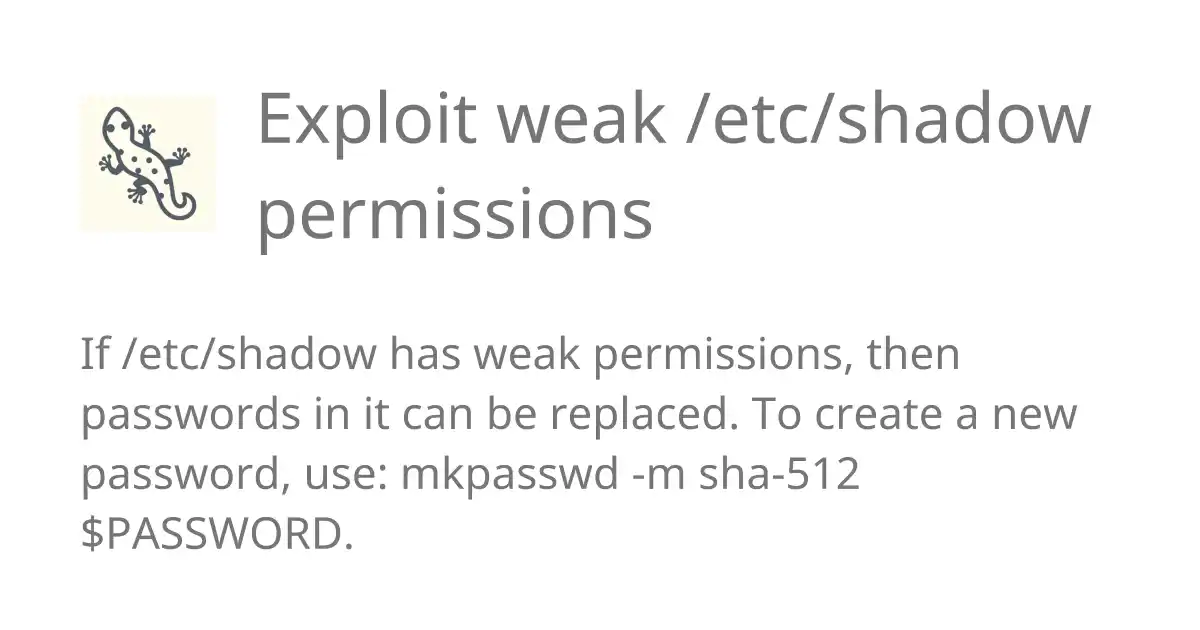 Exploit weak /etc/shadow
permissions
If /etc/shadow has weak permissions, then
passwords in it can be replaced. To create a new
password, use: mkpasswd -m sha-512
$PASSWORD.